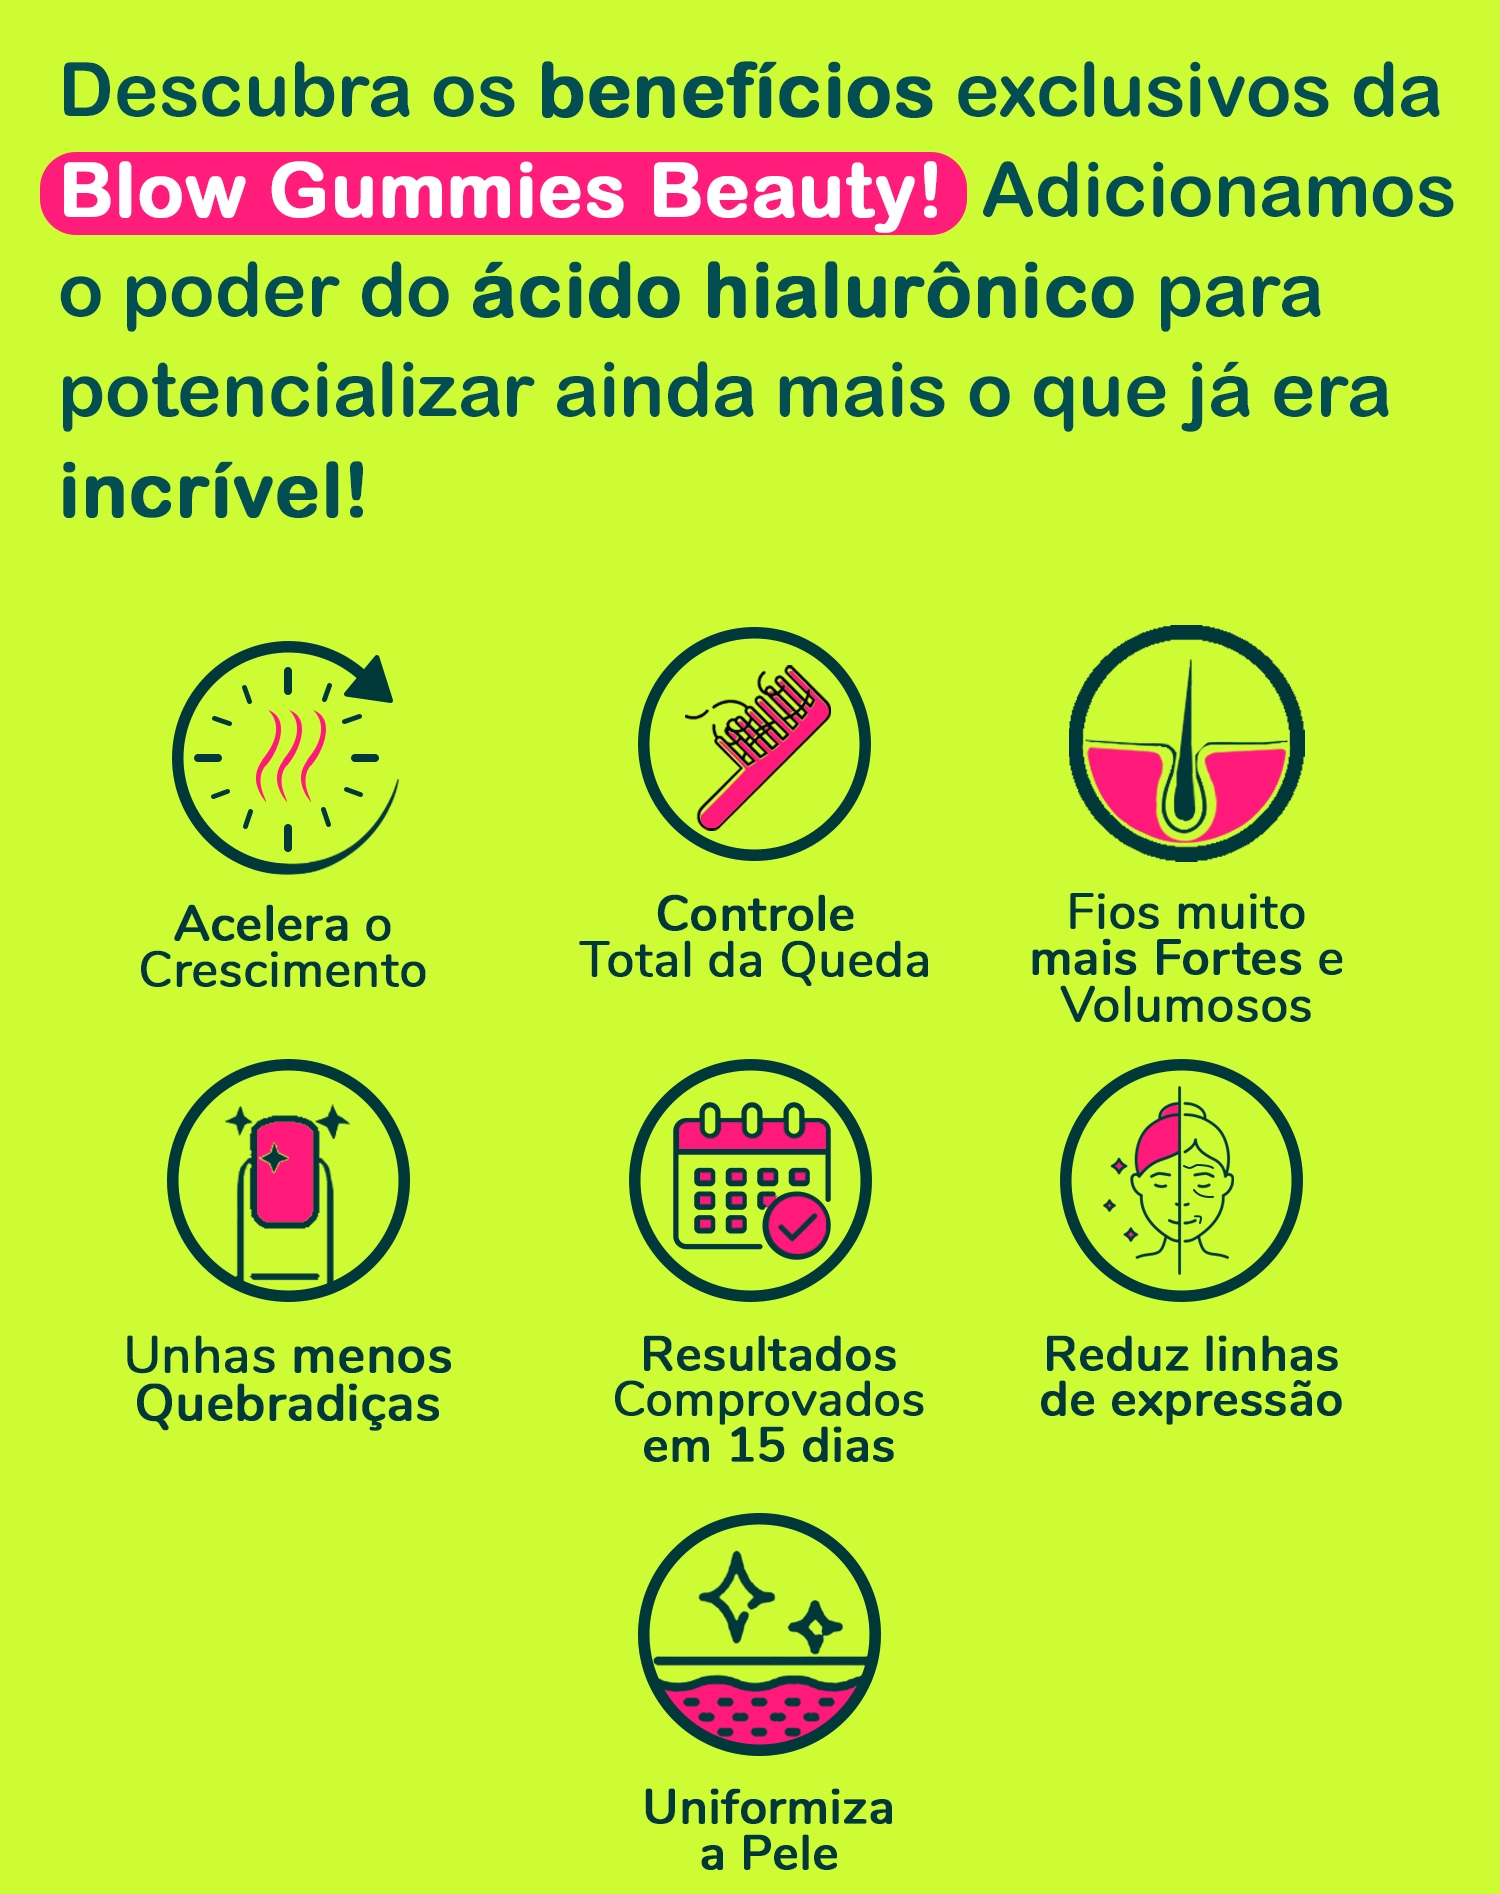 Descubra os benefícios exclusivos da
Blow Gummies Beauty! Adicionamos
o poder do ácido hialurônico para
potencializar ainda mais o que já era
incrível!
Acelera o
Crescimento
Controle
Total da Queda
Fios muito
mais Fortes e
Volumosos
Unhas menos
Quebradiças
Resultados
Comprovados
em 15 dias
Reduz linhas
de expressão
Uniformiza
a Pele